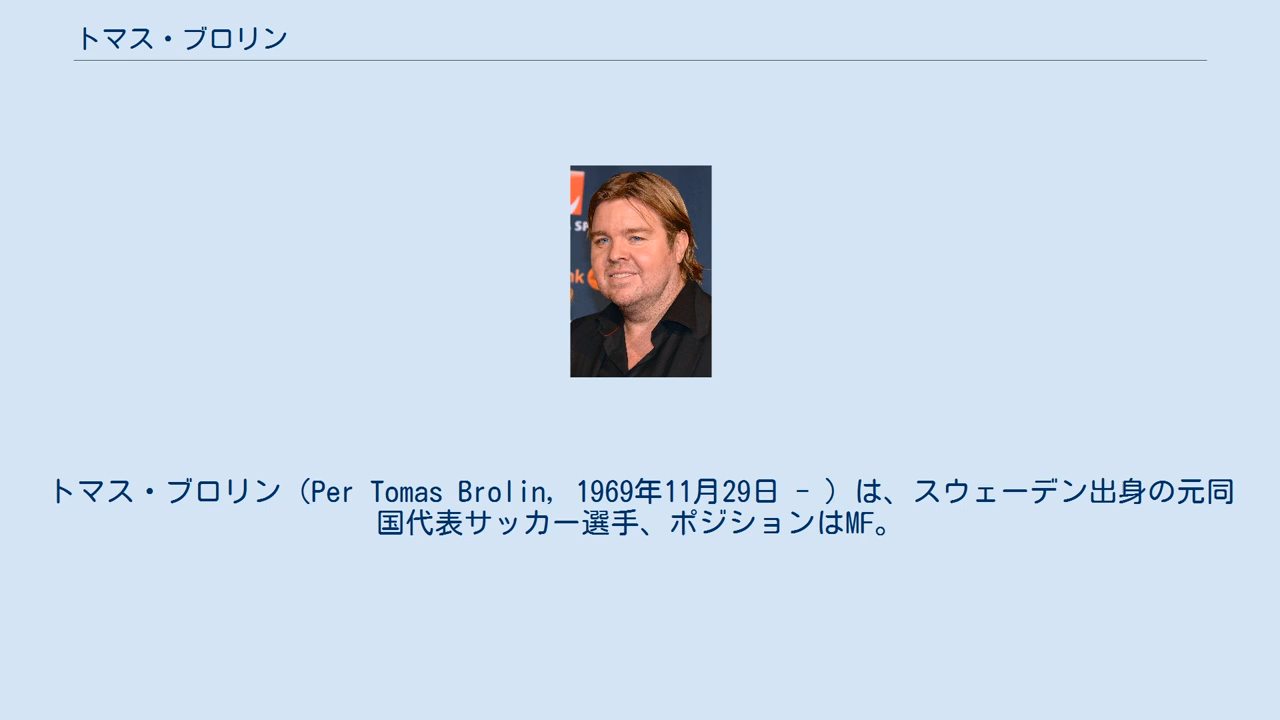 トマス・ブロリン
SP
nk
トマス・ブロリン（Per Tomas Brolin, 1969年11月29日 - ）は、スウェーデン出身の元同
国代表サッカー選手、ポジションはMF。